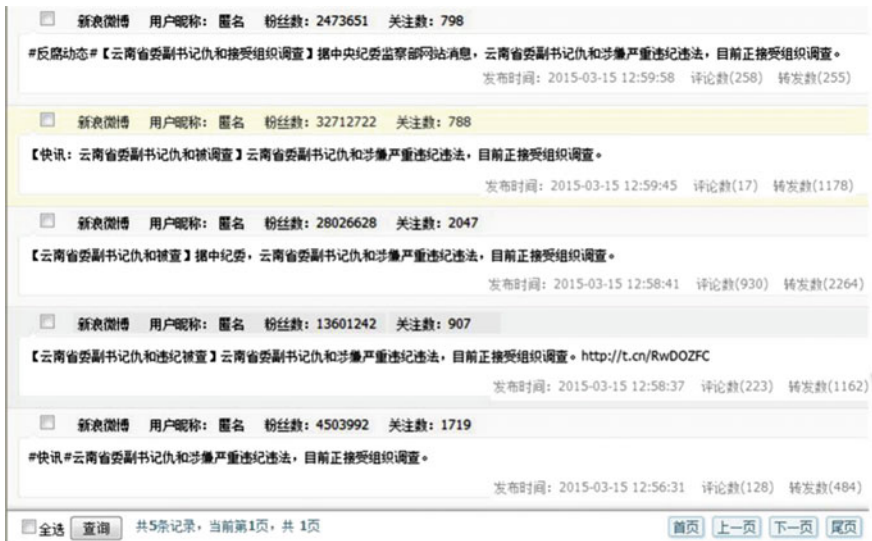 新浪微博 用户昵称: 匿名 粉丝数: 2473651 关注数: 798
#反腐动态#【云南省委副书记仇和接受组织调查】据中央纪委监察部网站消息，云南省委副书记仇和涉嫌严重违纪违法，目前正接受组织调查。
发布时间: 2015-03-15 12:59:58 评论数(258) 转发数(255)
新浪微博 用户昵称: 匿名 粉丝数: 32712722 关注数: 788
【快讯: 云南省委副书记仇和被调查】云南省委副书记仇和涉嫌严重违纪违法，目前正接受组织调查。
发布时间: 2015-03-15 12:59:45 评论数(17) 转发数(1178)
新浪微博 用户昵称: 匿名 粉丝数: 28026628 关注数: 2047
【云南省委副书记仇和被查】据中纪委，云南省委副书记仇和涉嫌严重违纪违法，目前正接受组织调查。
发布时间: 2015-03-15 12:58:41 评论数(930) 转发数(2264)
新浪微博 用户昵称: 匿名 粉丝数: 13601242 关注数: 907
【云南省委副书记仇和违纪被查】云南省委副书记仇和涉嫌严重违纪违法，目前正接受组织调查。http://t.cn/RwDOZFC
发布时间: 2015-03-15 12:58:37 评论数(223) 转发数(1162)
新浪微博 用户昵称: 匿名 粉丝数: 4503992 关注数: 1719
#快讯#云南省委副书记仇和涉嫌严重违纪违法，目前正接受组织调查。
发布时间: 2015-03-15 12:56:31 评论数(128) 转发数(484)
全选 查询 共5条记录，当前第1页，共 1页 首页 上一页 下一页 尾页